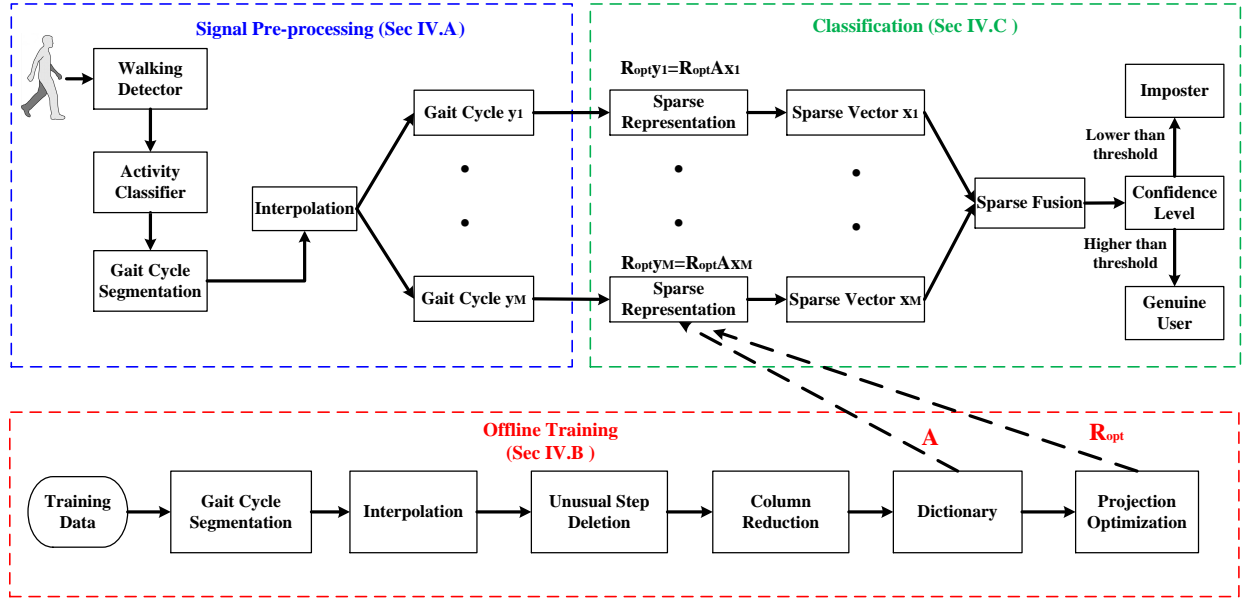 Signal Pre-processing (Sec IV.A)
Walking
Detector
Activity
Classifier
Gait Cycle
Segmentation
Interpolation
Gait Cycle y1
Gait Cycle yM
Classification (Sec IV.C )
Ropty1=RoptAx1
Sparse
Representation
Sparse Vector x1
RoptyM=RoptAxM
Sparse
Representation
Sparse Vector xM
Sparse Fusion
Imposter
Lower than
threshold
Confidence
Level
Higher than
threshold
Genuine
User
Offline Training
(Sec IV.B )
A
Ropt
Training
Data
Gait Cycle
Segmentation
Interpolation
Unusual Step
Deletion
Column
Reduction
Dictionary
Projection
Optimization